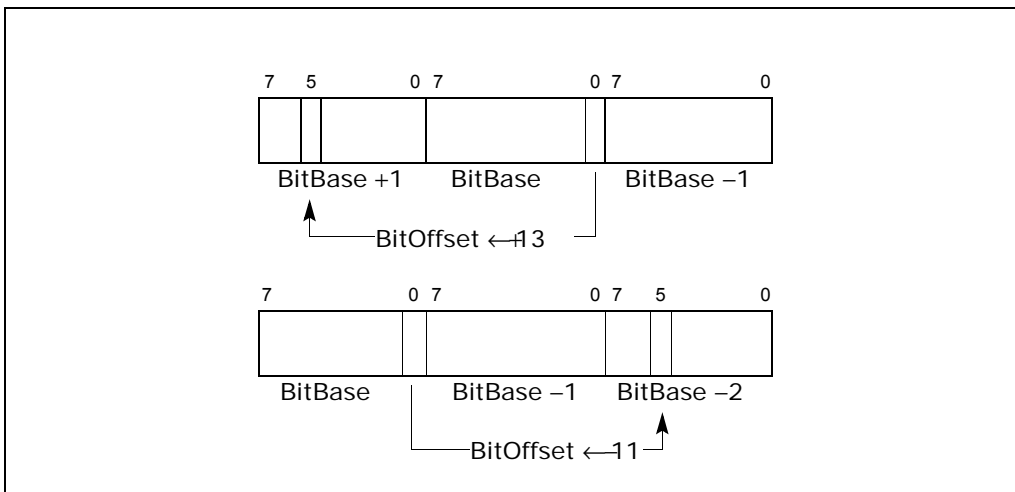 7 5 0 7 0 7 0
BitBase +1 BitBase BitBase −1
BitOffset ←+13
7 0 7 0 7 5 0
BitBase BitBase −1 BitBase −2
BitOffset ←−11